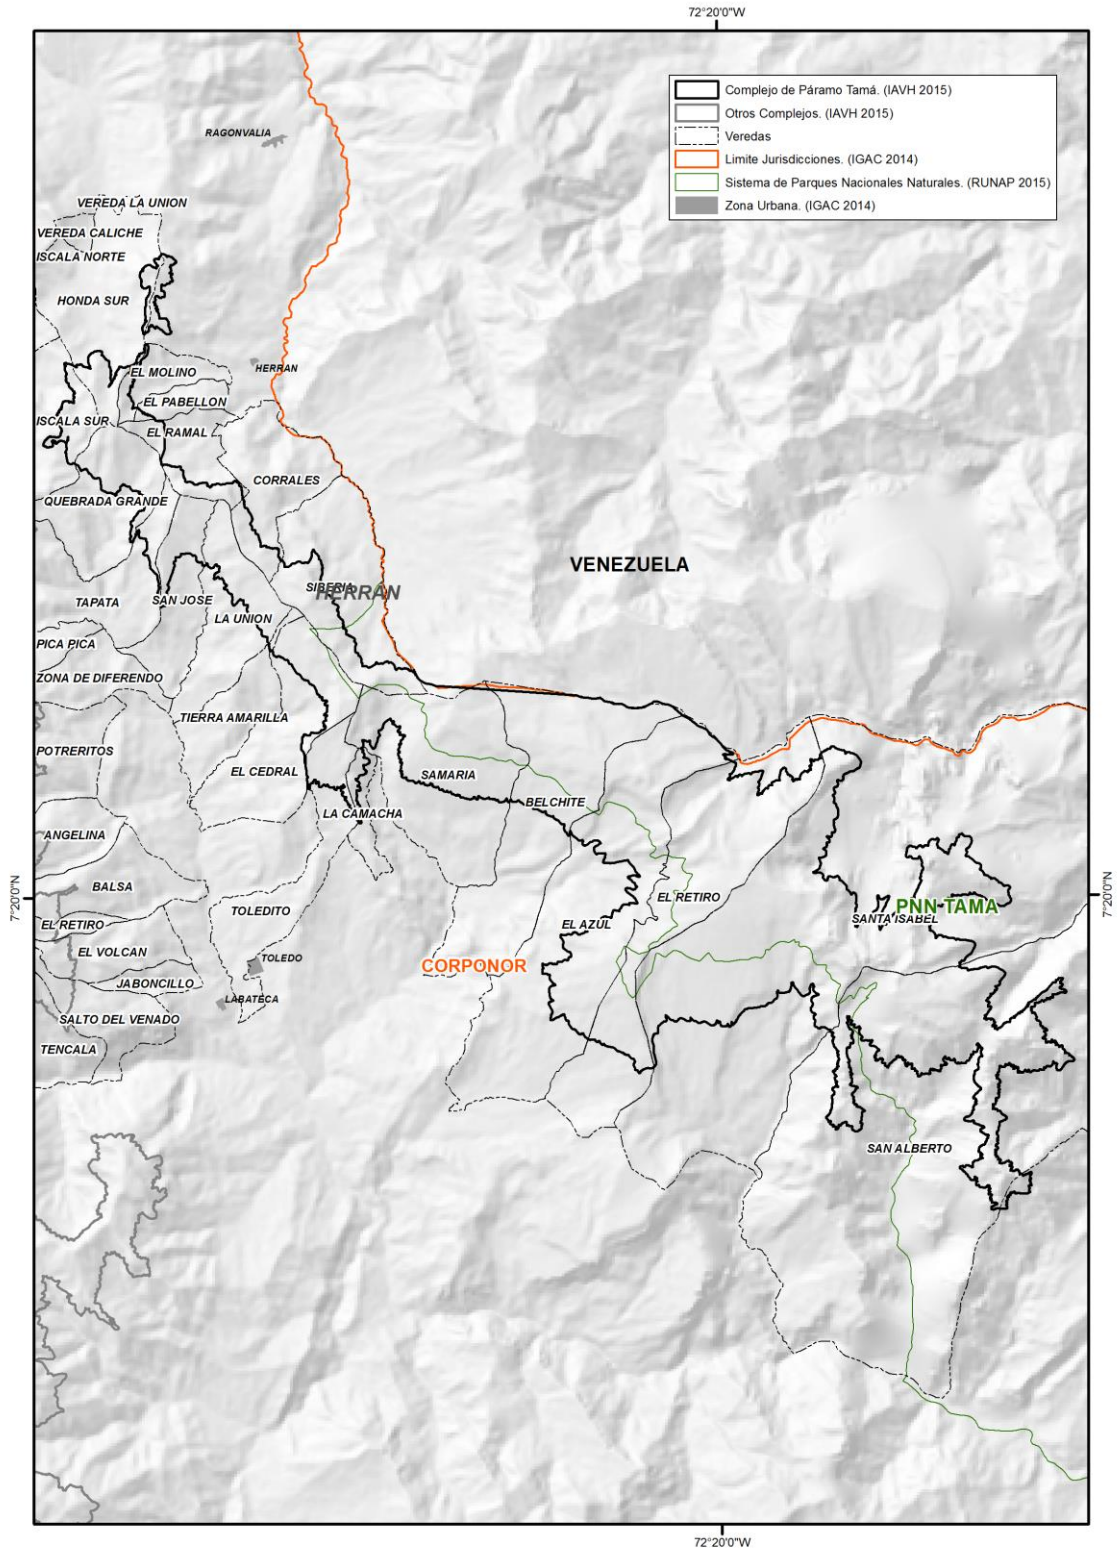 72°20'0"W
Complejo de Páramo Tamá. (IAVH 2015)
Otros Complejos. (IAVH 2015)
Veredas
Limite Jurisdicciones. (IGAC 2014)
Sistema de Parques Nacionales Naturales. (RUNAP 2015)
Zona Urbana. (IGAC 2014)
RAGONVALIA
VEREDA LA UNION
VEREDA CALICHE
ISCALA NORTE
HONDA SUR
HERRAN
EL MOLINO
EL PABELLON
ISCALA SUR
EL RAMAL
CORRALES
QUEBRADA GRANDE
VENEZUELA
SIBERIA
HERRÁN
TAPATA
SAN JOSE
LA UNION
PICA PICA
ZONA DE DIFERENDO
TIERRA AMARILLA
POTRERITOS
EL CEDRAL
SAMARIA
BELCHITE
LA CAMACHA
ANGELINA
BALSA
7°20'0"N
7°20'0"N
EL RETIRO
TOLEDITO
PNN TAMA
SANTA ISABEL
EL RETIRO
EL AZUL
EL VOLCAN
TOLEDO
CORPONOR
JABONCILLO
LABATECA
SALTO DEL VENADO
TENCALA
SAN ALBERTO
72°20'0"W